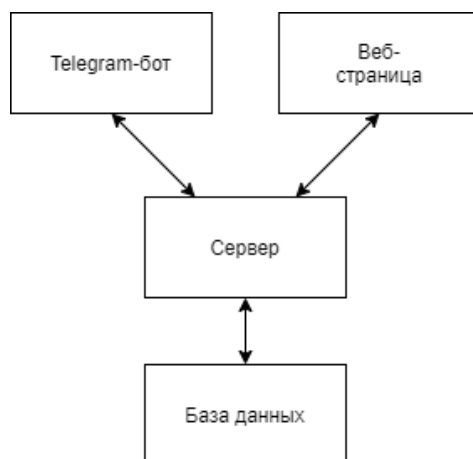 Telegram-бот
Веб-
страница
Сервер
База данных